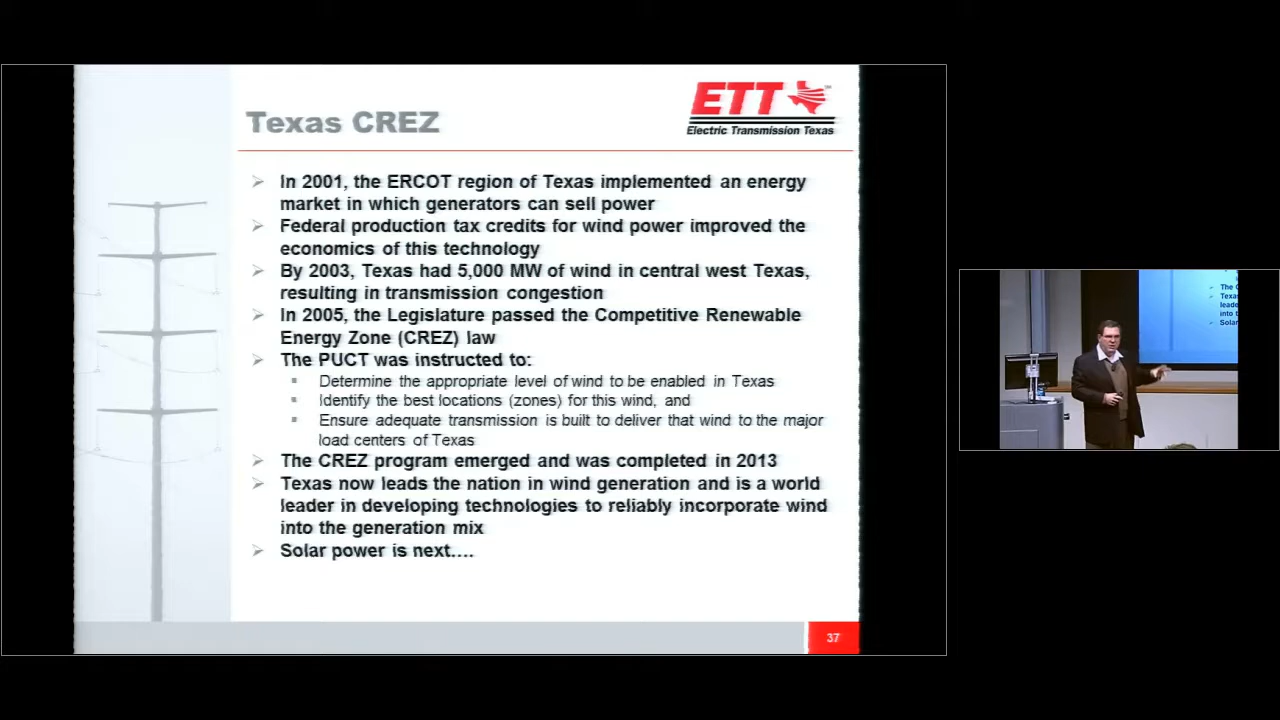 Texas CREZ
ETT
Electric Transmission Texas
In 2001, the ERCOT region of Texas implemented an energy
market in which generators can sell power
Federal production tax credits for wind power improved the
economics of this technology
By 2003, Texas had 5,000 MW of wind in central west Texas,
resulting in transmission congestion
In 2005, the Legislature passed the Competitive Renewable
Energy Zone (CREZ) law
The PUCT was instructed to:
Determine the appropriate level of wind to be enabled in Texas
Identify the best locations (zones) for this wind, and
Ensure adequate transmission is built to deliver that wind to the major
load centers of Texas
The CREZ program emerged and was completed in 2013
Texas now leads the nation in wind generation and is a world
leader in developing technologies to reliably incorporate wind
into the generation mix
Solar power is next....
37